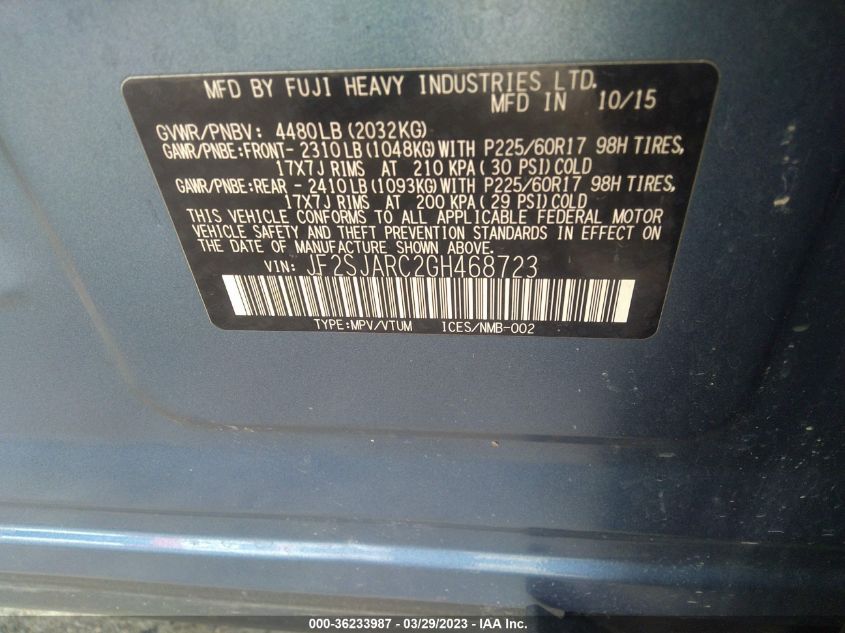 MFD BY FUJI HEAVY INDUSTRIES LTD.
MFD IN 10/15
GVWR/PNBV: 4480LB(2032KG)
GAWR/PNBE:FRONT- 2310LB(1048KG)WITH P225/60R17 98H TIRES,
17X7J RIMS AT 210 KPA( 30 PSI)COLD
GAWR/PNBE:REAR - 2410LB(1093KG)WITH P225/60R17 98H TIRES,
17X7J RIMS AT 200 KPA( 29 PSI)COLD
THIS VEHICLE CONFORMS TO ALL APPLICABLE FEDERAL MOTOR
VEHICLE SAFETY AND THEFT PREVENTION STANDARDS IN EFFECT ON
THE DATE OF MANUFACTURE SHOWN ABOVE.
VIN: JF2SJARC2GH468723
TYPE:MPV/VTUM ICES/NMB-002
000-36233987 - 03/29/2023 - IAA Inc.